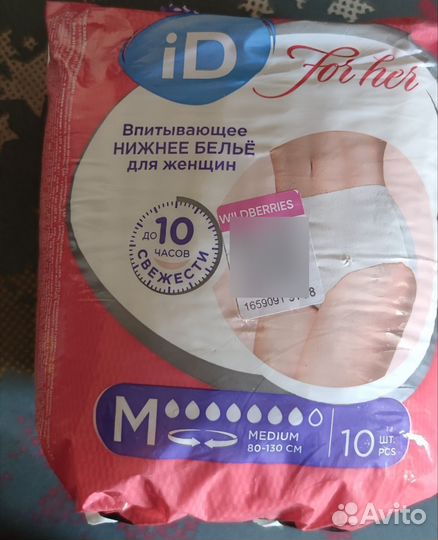 iD
For her
Впитывающее
НИЖНЕЕ БЕЛЬЁ
для женщин
WILDBERRIES
ДО 10
ЧАСОВ
СВЕЖЕСТИ
M
MEDIUM
80-130 CM
10 ШТ.
PCS
Avito